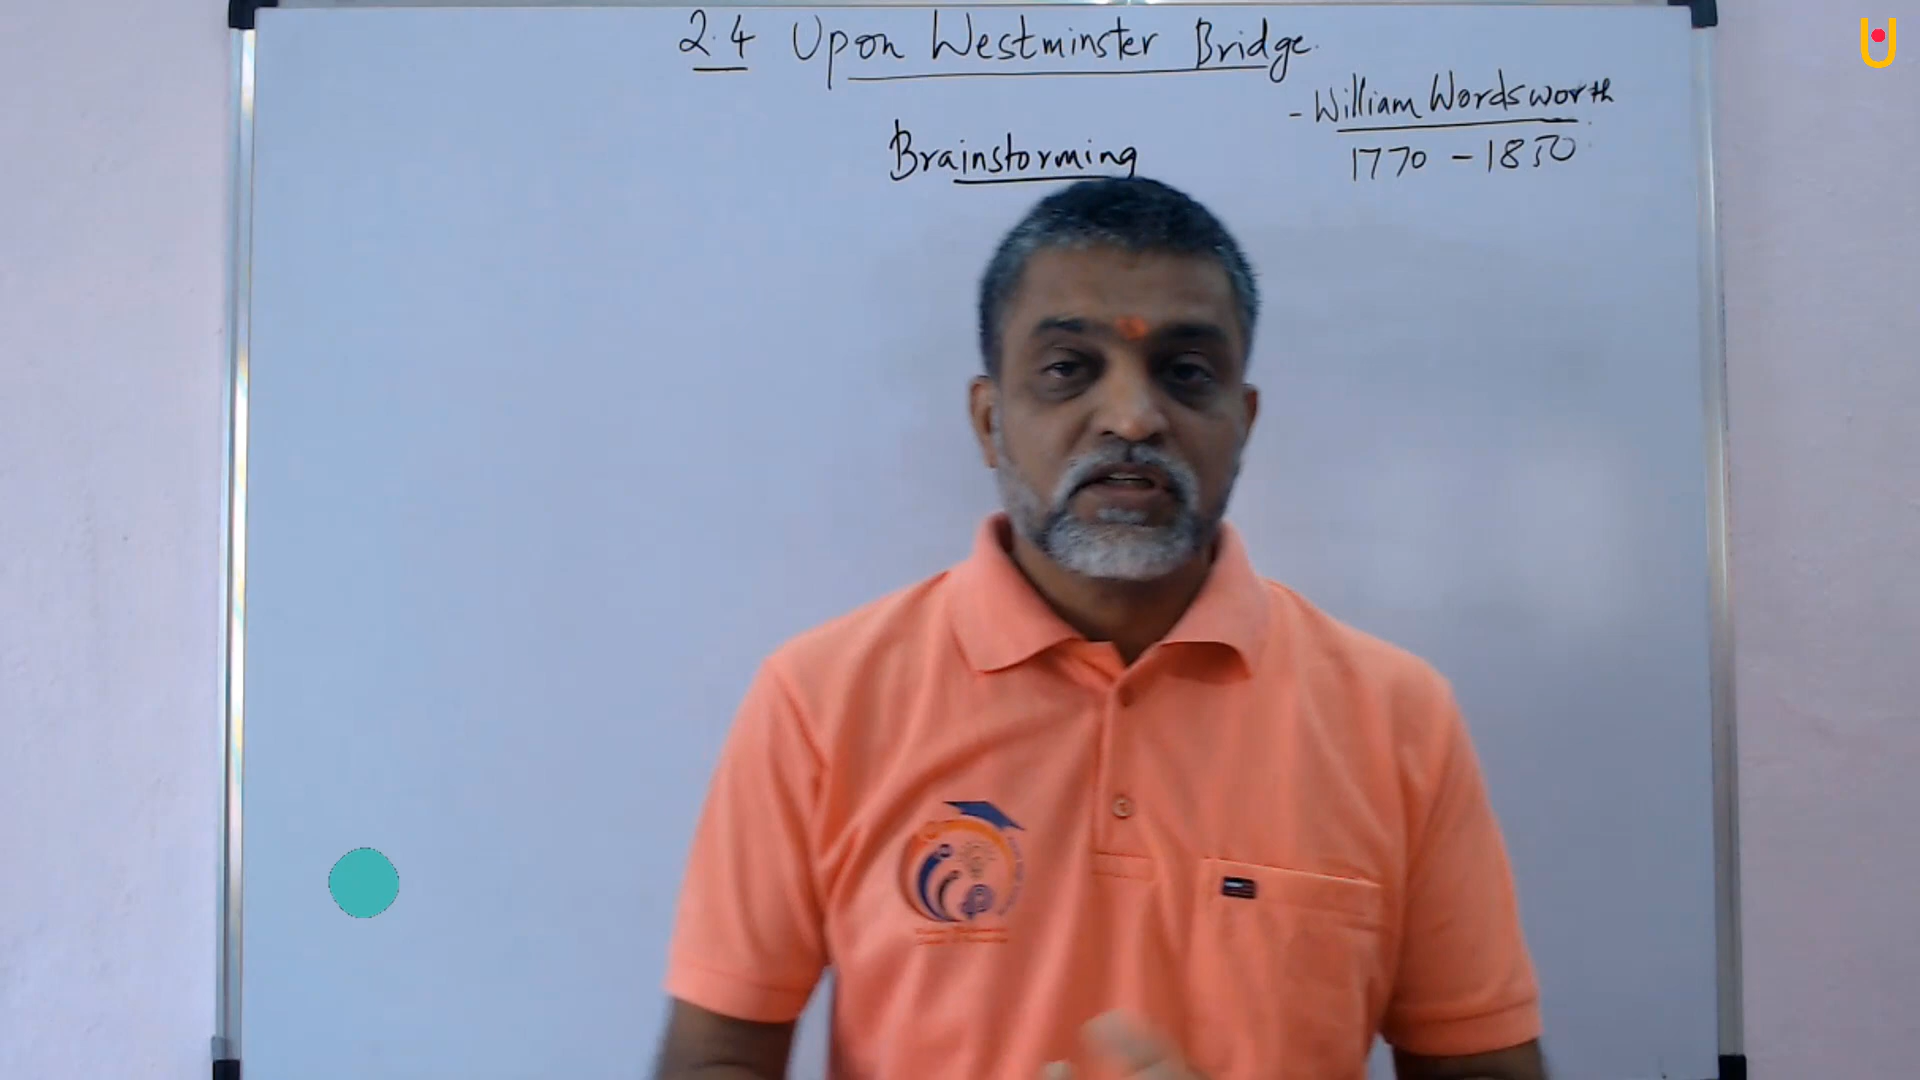 2.4 Upon Westminster Bridge.
- William Wordsworth
1770 - 1850
Brainstorming